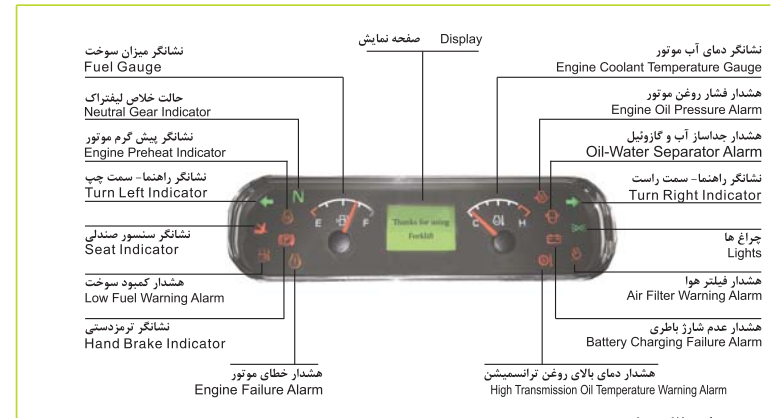 نشانگر میزان سوخت
Fuel Gauge
حالت خلاص لیفتراک
Neutral Gear Indicator
نشانگر پیش گرم موتور
Engine Preheat Indicator
نشانگر راهنما- سمت چپ
Turn Left Indicator
نشانگر سنسور صندلی
Seat Indicator
هشدار کمبود سوخت
Low Fuel Warning Alarm
نشانگر ترمزدستی
Hand Brake Indicator
هشدار خطای موتور
Engine Failure Alarm
صفحه نمایش Display
نشانگر دمای آب موتور
Engine Coolant Temperature Gauge
هشدار فشار روغن موتور
Engine Oil Pressure Alarm
هشدار جداساز آب و گازوئیل
Oil-Water Separator Alarm
نشانگر راهنما- سمت راست
Turn Right Indicator
چراغ ها
Lights
هشدار فیلتر هوا
Air Filter Warning Alarm
هشدار عدم شارژ باطری
Battery Charging Failure Alarm
هشدار دمای بالای روغن ترانسمیشن
High Transmission Oil Temperature Warning Alarm
N
E F
Thanks for using
Forklift
C H